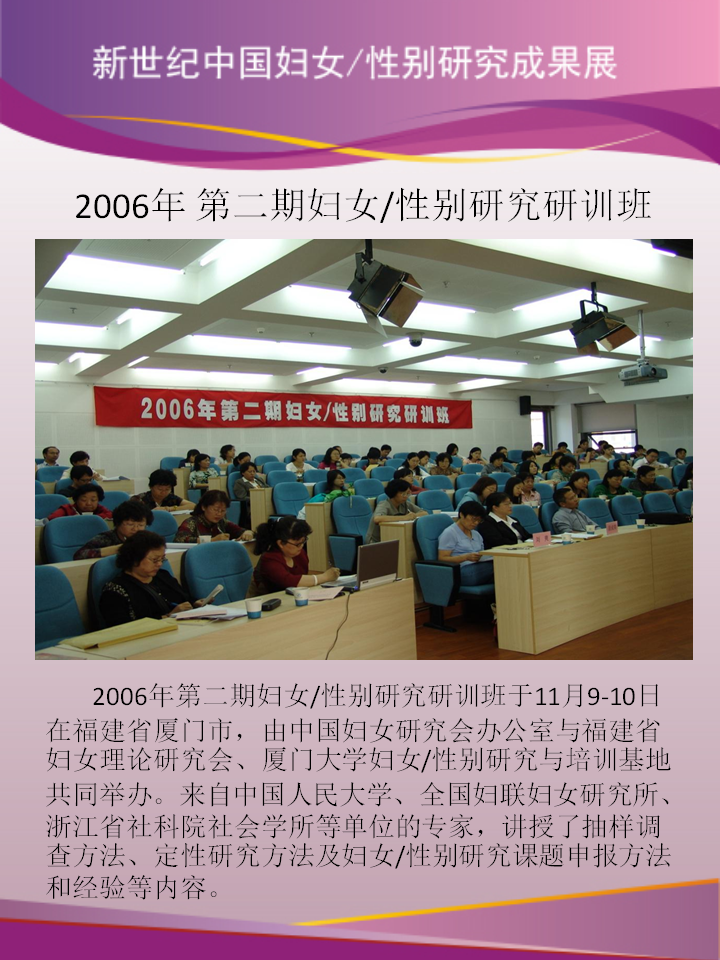 新世纪中国妇女/性别研究成果展
2006年 第二期妇女/性别研究研训班
2006年第二期妇女/性别研究研训班
2006年第二期妇女/性别研究研训班于11月9-10日
在福建省厦门市，由中国妇女研究会办公室与福建省
妇女理论研究会、厦门大学妇女/性别研究与培训基地
共同举办。来自中国人民大学、全国妇联妇女研究所、
浙江省社科院社会学所等单位的专家，讲授了抽样调
查方法、定性研究方法及妇女/性别研究课题申报方法
和经验等内容。